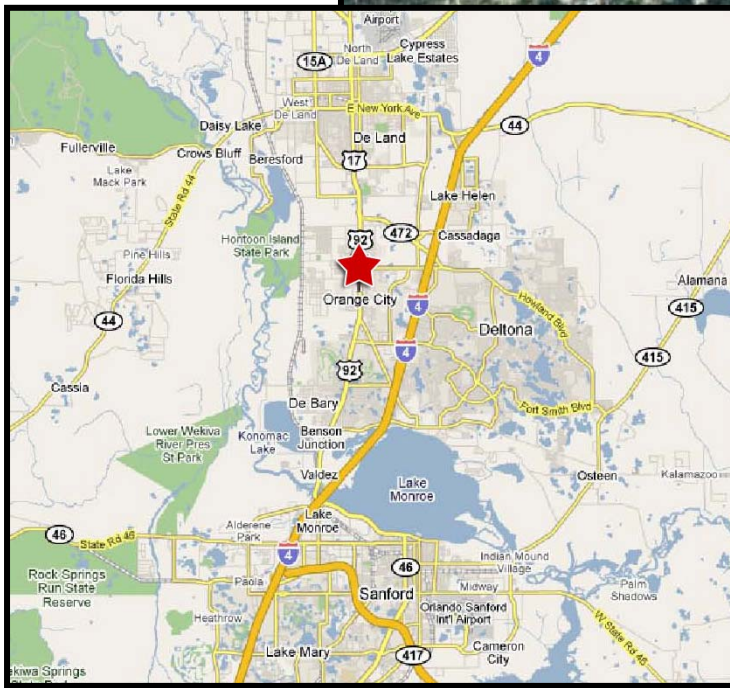 Airport
Cypress
Lake Estates
North
De Land
15A
4
West
De Land
E New York Ave
44
Daisy Lake
De Land
Fullerville
Crows Bluff
Beresford
17
Lake
Mack Park
State Rd 44
Lake Helen
92
472
Cassadaga
Hontoon Island
State Park
Pine Hills
Florida Hills
Orange City
Alamana
415
4
Howland Blvd
44
Deltona
4
415
92
Cassia
De Bary
Fort Smith Blvd
Lower Wekiva
River Pres
St Park
Konomac
Lake
Benson
Junction
Osteen
Kalamazoo
Valdez
Lake
Monroe
Lake
Monroe
Alderene
Park
46
State Rd 46
4
46
Indian Mound
Village
Rock Springs
Run State
Reserve
Paola
Midway
Palm
Shadows
Sanford
Orlando Sanford
Int'l Airport
Heathrow
W State Rd 46
Cameron
City
Lake Mary
417
ekiwa Springs